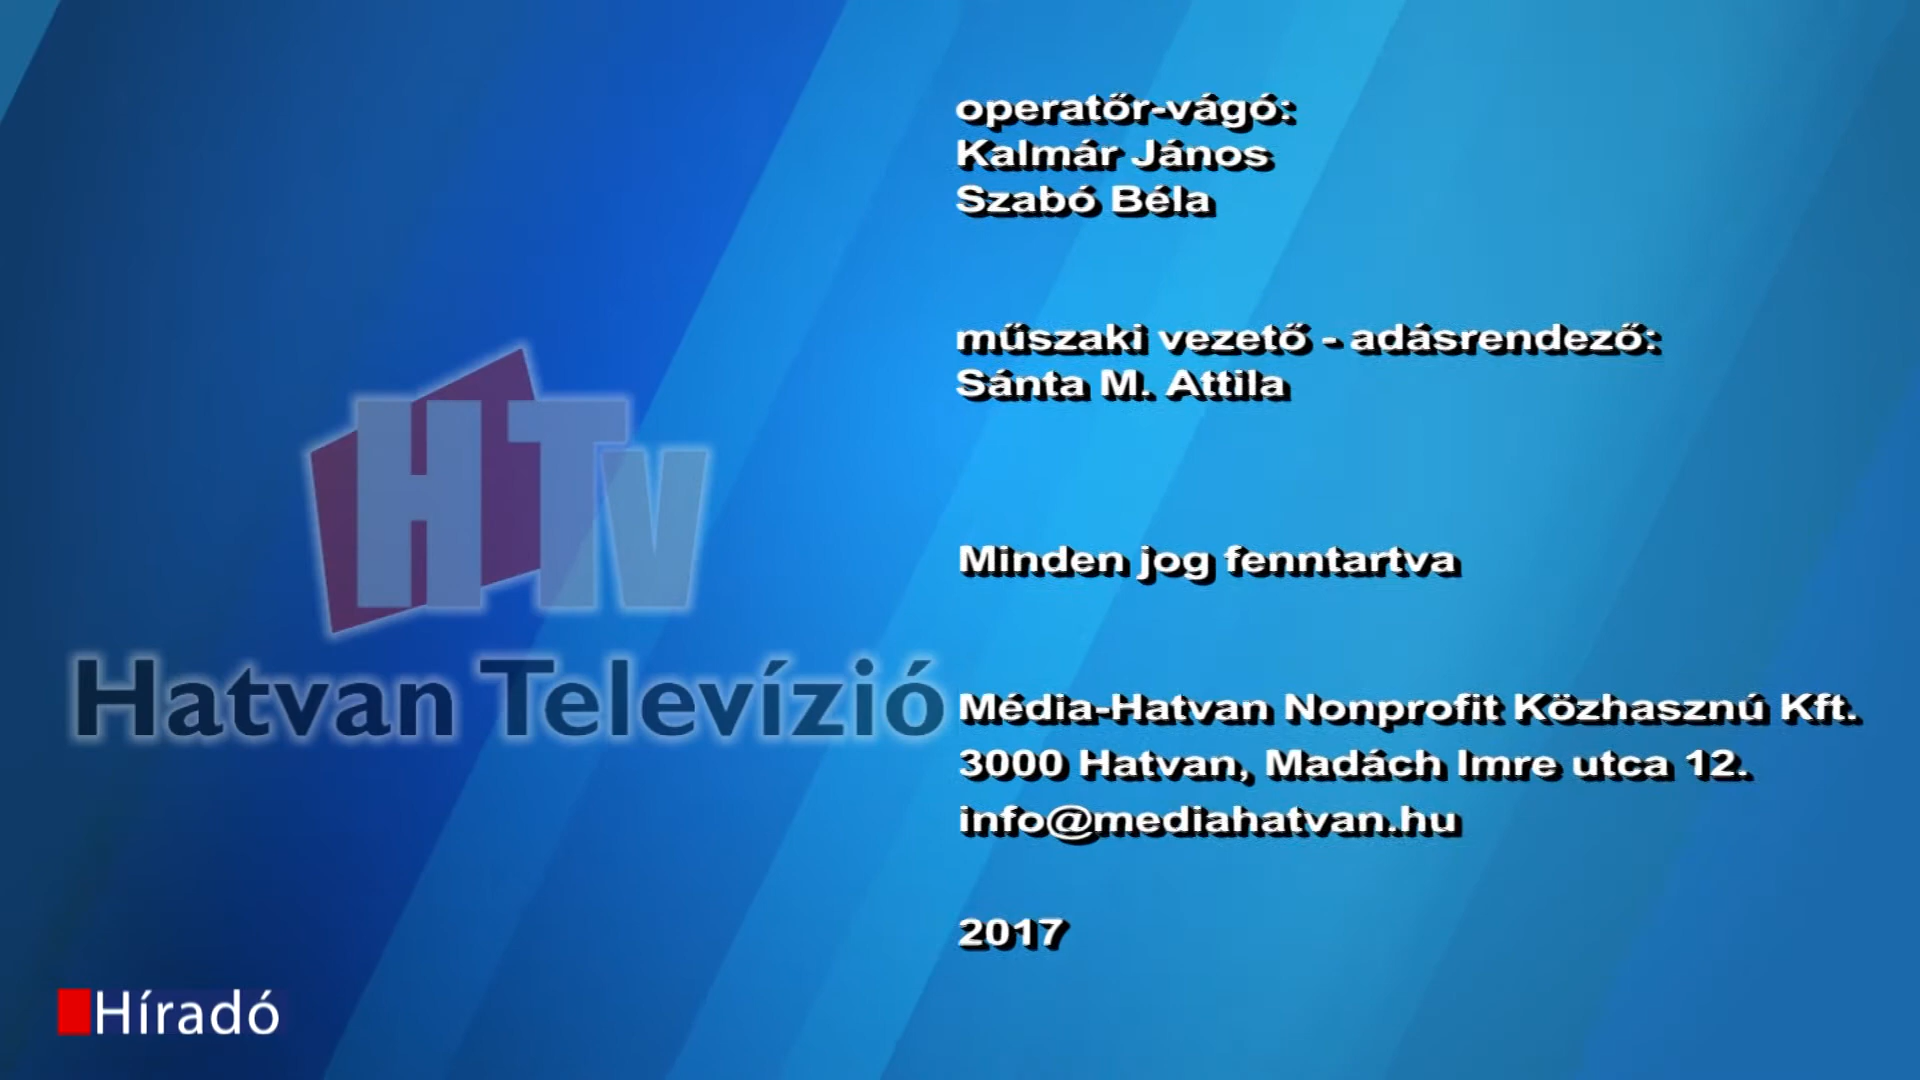 operatőr-vágó:
Kalmár János
Szabó Béla
műszaki vezető - adásrendező:
Sánta M. Attila
Minden jog fenntartva
HTv
Hatvan Televízió
Média-Hatvan Nonprofit Közhasznú Kft.
3000 Hatvan, Madách Imre utca 12.
info@mediahatvan.hu
2017
Híradó